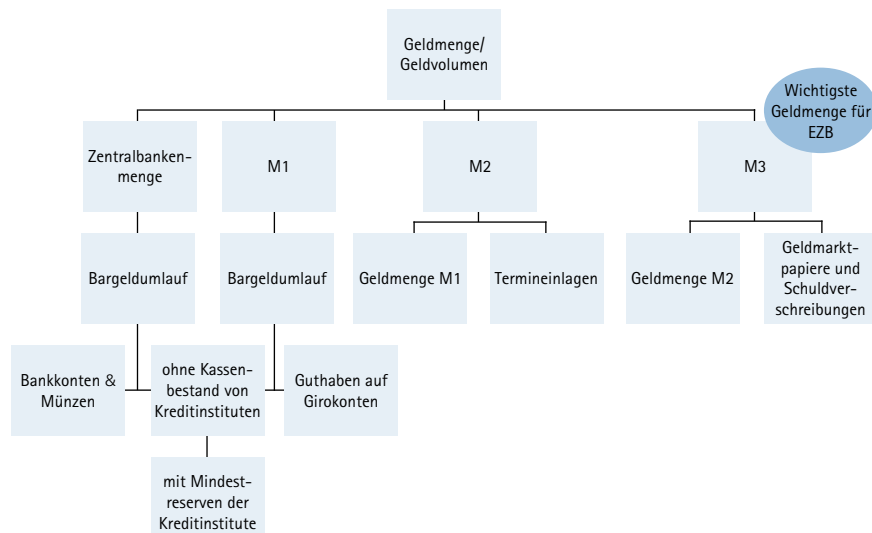 Geldmenge/
Geldvolumen
Wichtigste
Geldmenge für
EZB
Zentralbanken-
menge
M1
M2
M3
Bargeldumlauf
Bargeldumlauf
Geldmenge M1
Termineinlagen
Geldmenge M2
Geldmarkt-
papiere und
Schuldver-
schreibungen
Bankkonten &
Münzen
ohne Kassen-
bestand von
Kreditinstituten
Guthaben auf
Girokonten
mit Mindest-
reserven der
Kreditinstitute